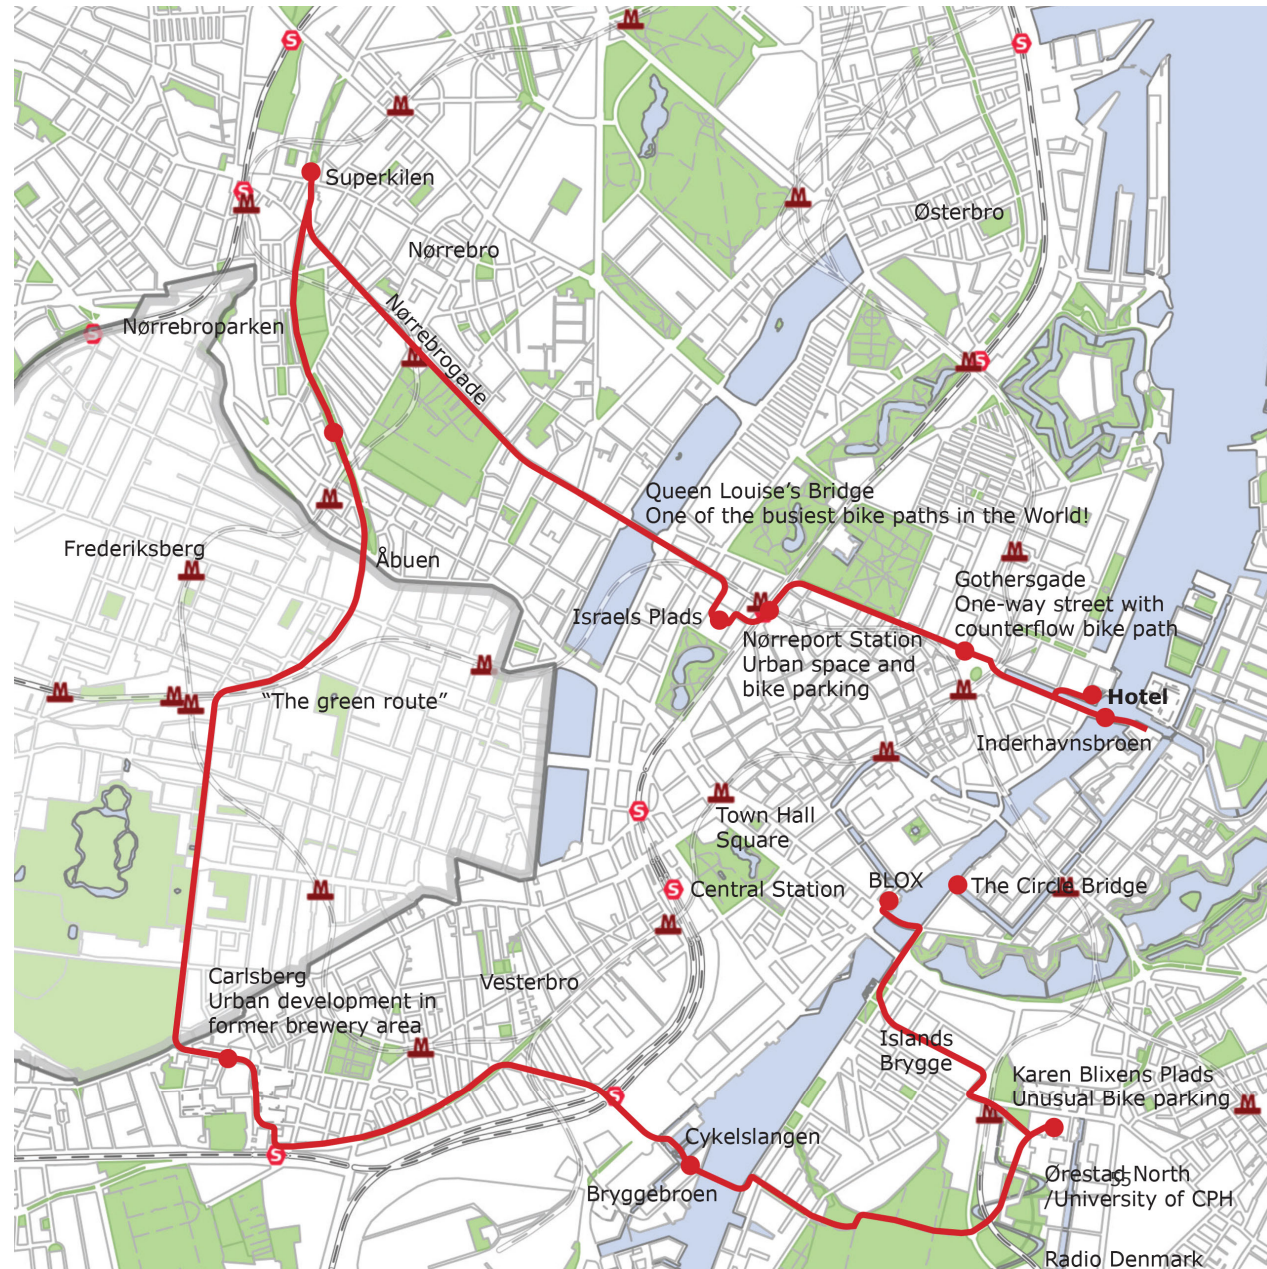 S
S
M
M
Superkilen
S
M
M
Østerbro
Nørrebro
Nørrebroparken
S
Nørrebrogade
M
M
S
Queen Louise’s Bridge
One of the busiest bike paths in the World!
M
Frederiksberg
M
Åbuen
M
Gothersgade
One-way street with
counterflow bike path
M
Israels Plads
Nørreport Station
Urban space and
bike parking
M
M
M
M
M
"The green route”
Hotel
Inderhavnsbroen
M
M
S
Town Hall
Square
S
Central Station
BLOX
The Circle Bridge
M
M
M
Carlsberg
Urban development in
former brewery area
Vesterbro
M
Islands
Brygge
Karen Blixens Plads
Unusual Bike parking
M
M
S
S
Cykelslangen
Bryggebroen
Ørestad North
55
/University of CPH
Radio Denmark